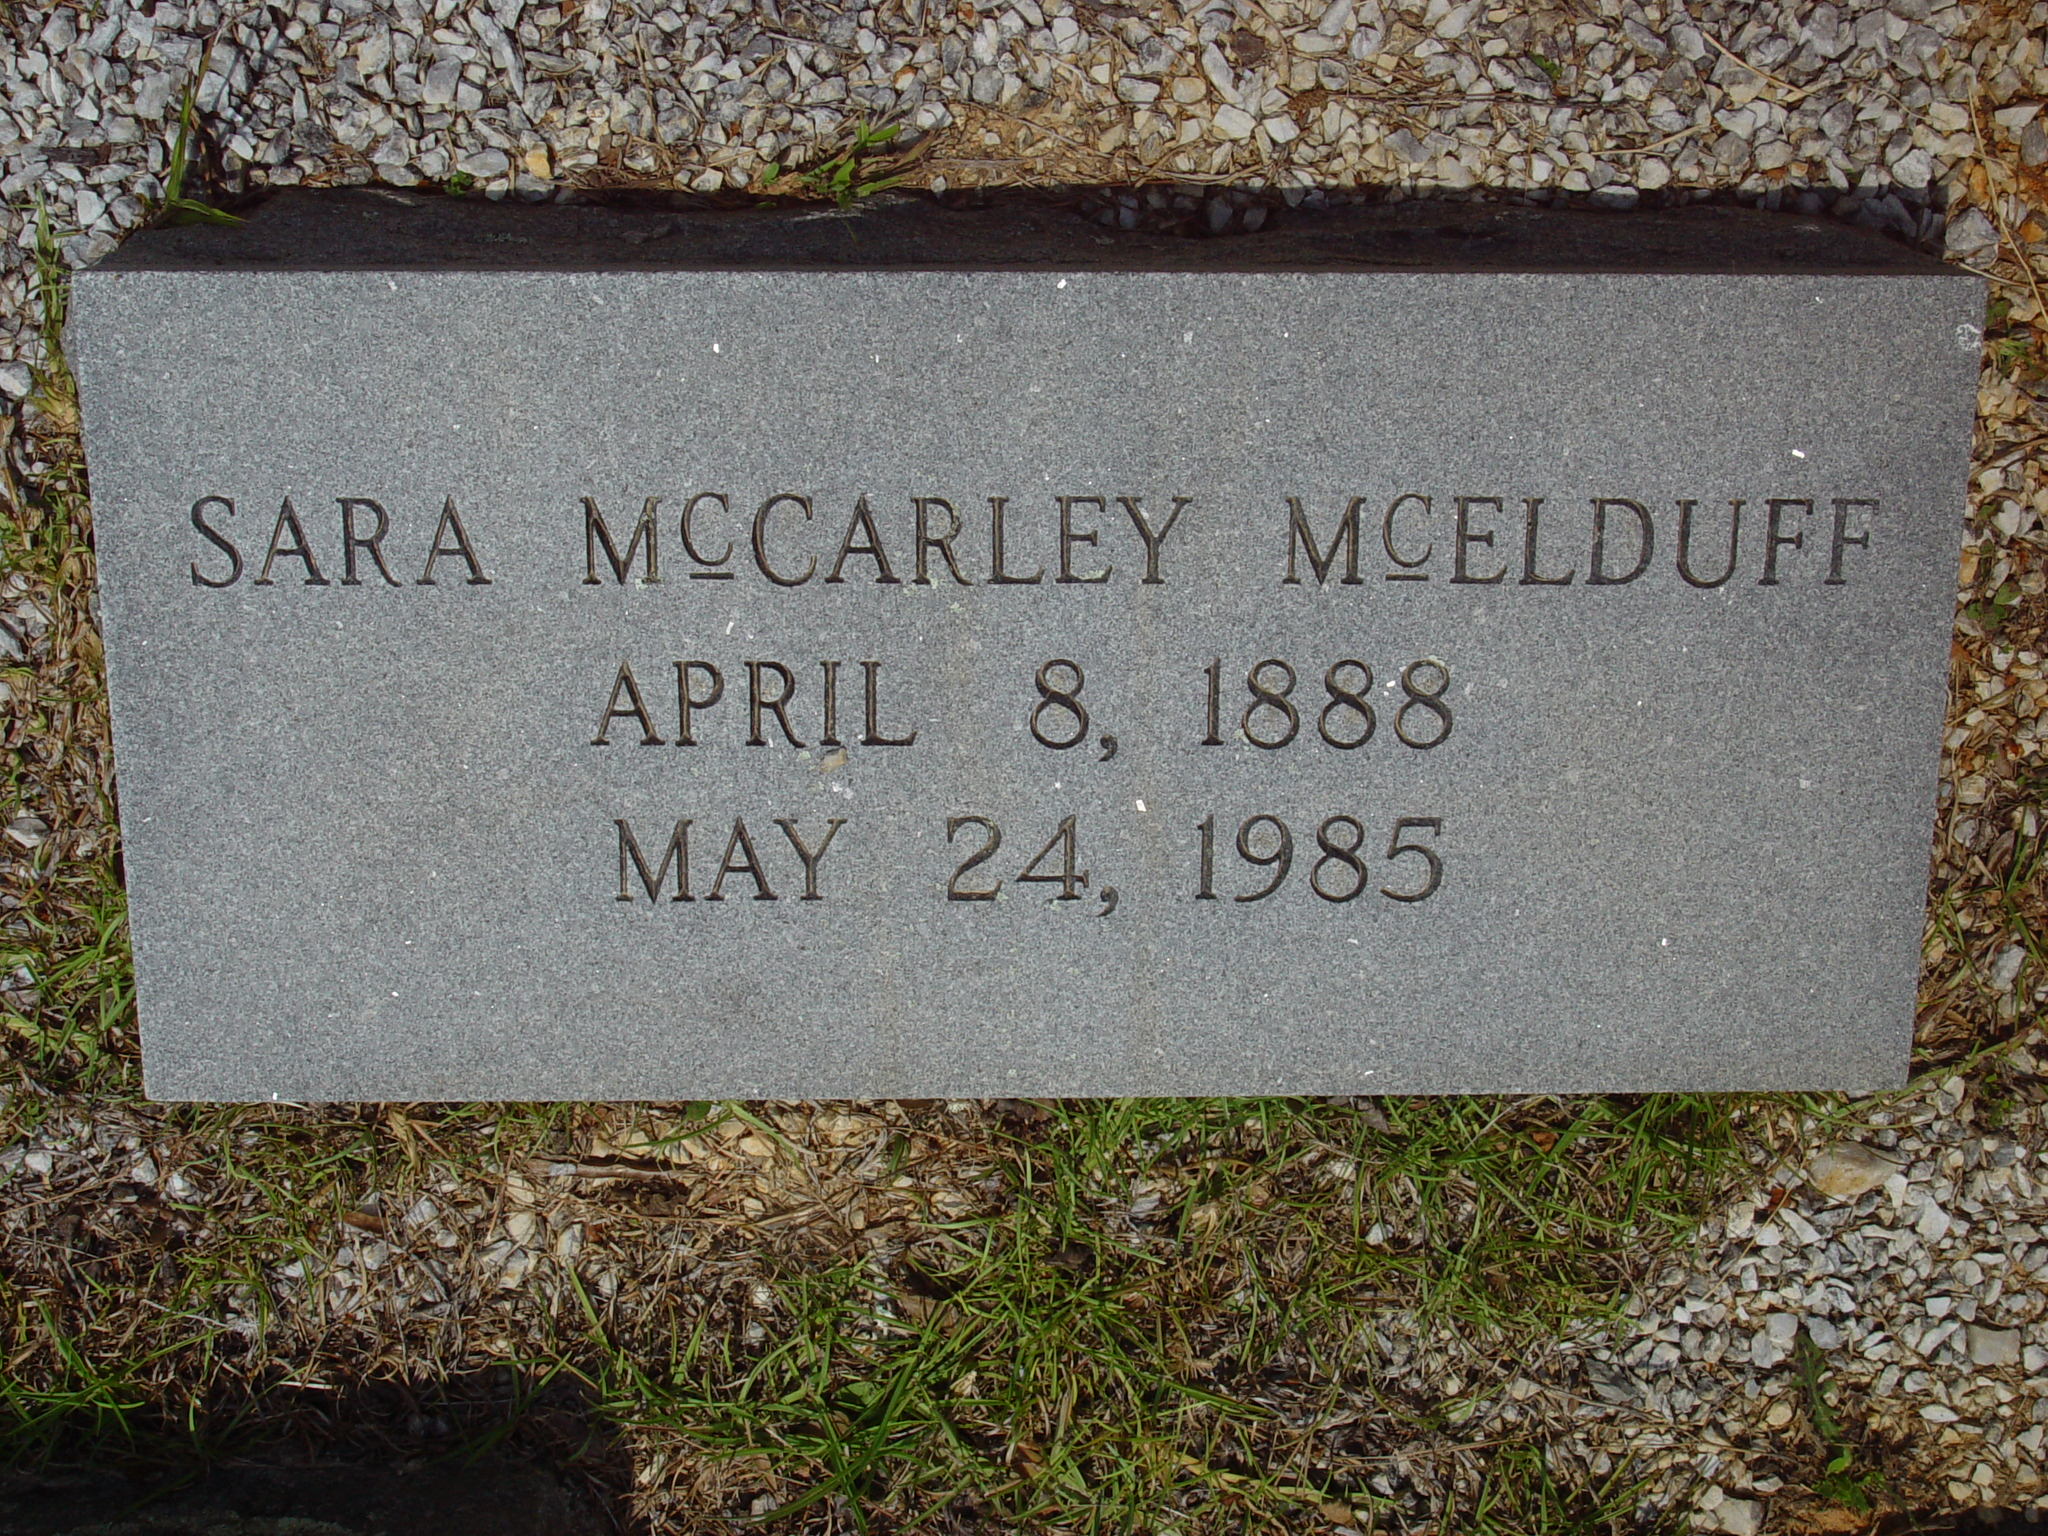 SARA McCARLEY McELDUFF
APRIL 8, 1888
MAY 24, 1985